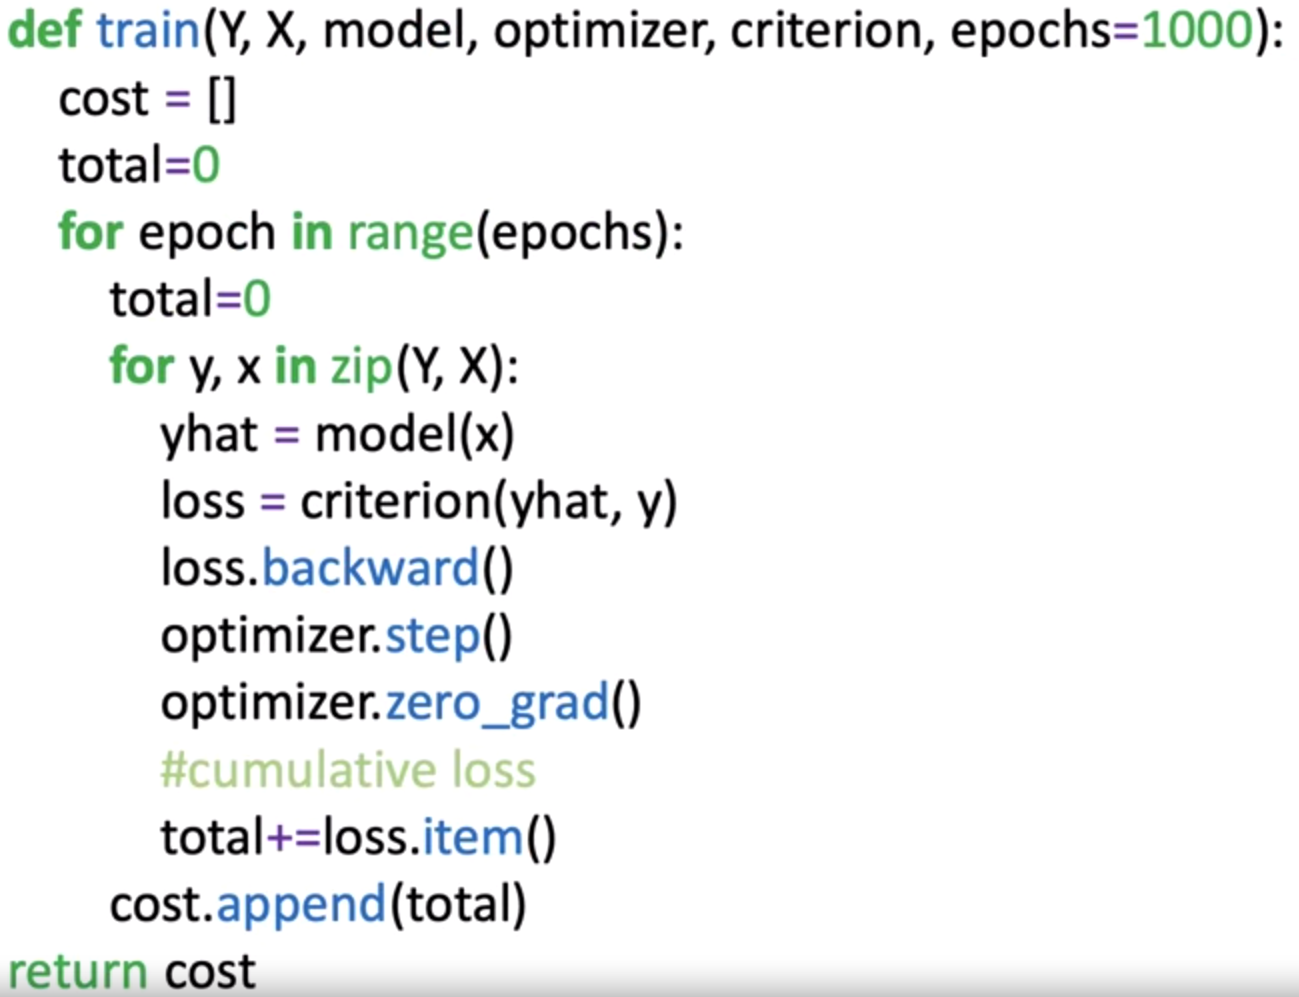 def train(Y, X, model, optimizer, criterion, epochs=1000):
cost = []
total=0
for epoch in range(epochs):
total=0
for y, x in zip(Y, X):
yhat = model(x)
loss = criterion(yhat, y)
loss.backward()
optimizer.step()
optimizer.zero_grad()
#cumulative loss
total+=loss.item()
cost.append(total)
return cost